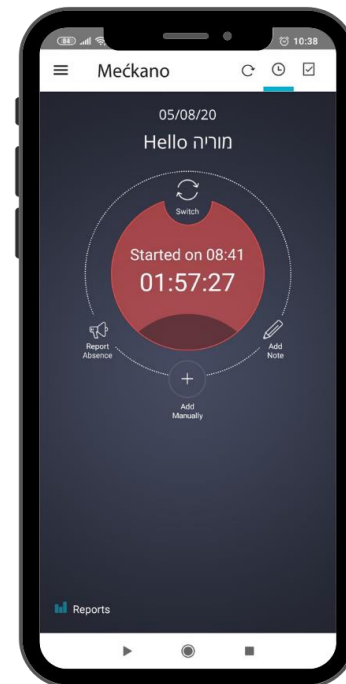 84 10:38
Mećkano
05/08/20
Hello מוריה
Switch
Started on 08:41
01:57:27
Report
Absence
Add
Note
Add
Manually
Reports